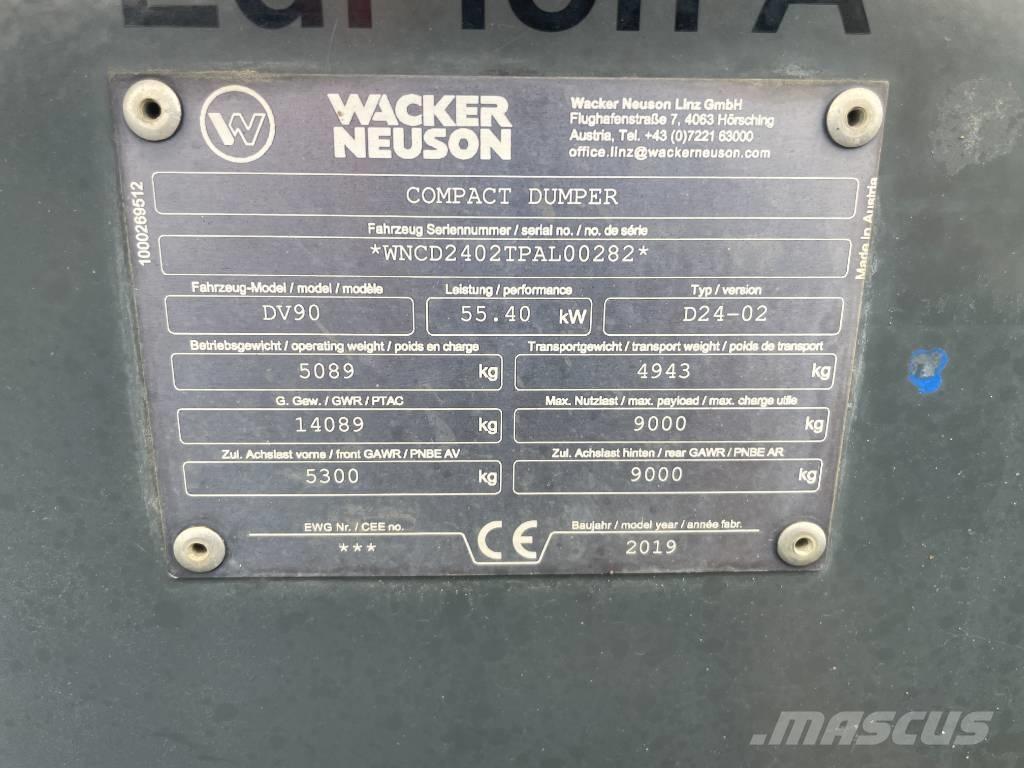 WACKER
NEUSON
Wacker Neuson Linz GmbH
Flughafenstraße 7, 4063 Hörsching
Austria, Tel. +43 (0)7221 63000
office.linz@wackerneuson.com
1000269512
COMPACT DUMPER
Made in Austria
Fahrzeug Seriennummer / serial no. / no. de série
*WNCD2402TPAL00282*
Fahrzeug-Model / model / modèle
Leistung / performance
Typ / version
DV90
55.40 kW
D24-02
Betriebsgewicht / operating weight / poids en charge
Transportgewicht / transport weight / poids de transport
5089 kg
4943 kg
G. Gew. / GWR / PTAC
Max. Nutzlast / max. payload / max. charge utile
14089 kg
9000 kg
Zul. Achslast vorne / front GAWR / PNBE AV
Zul. Achslast hinten / rear GAWR / PNBE AR
5300 kg
9000 kg
EWG Nr. / CEE no.
CE
Baujahr / model year / année fabr.
***
2019
MASCUS